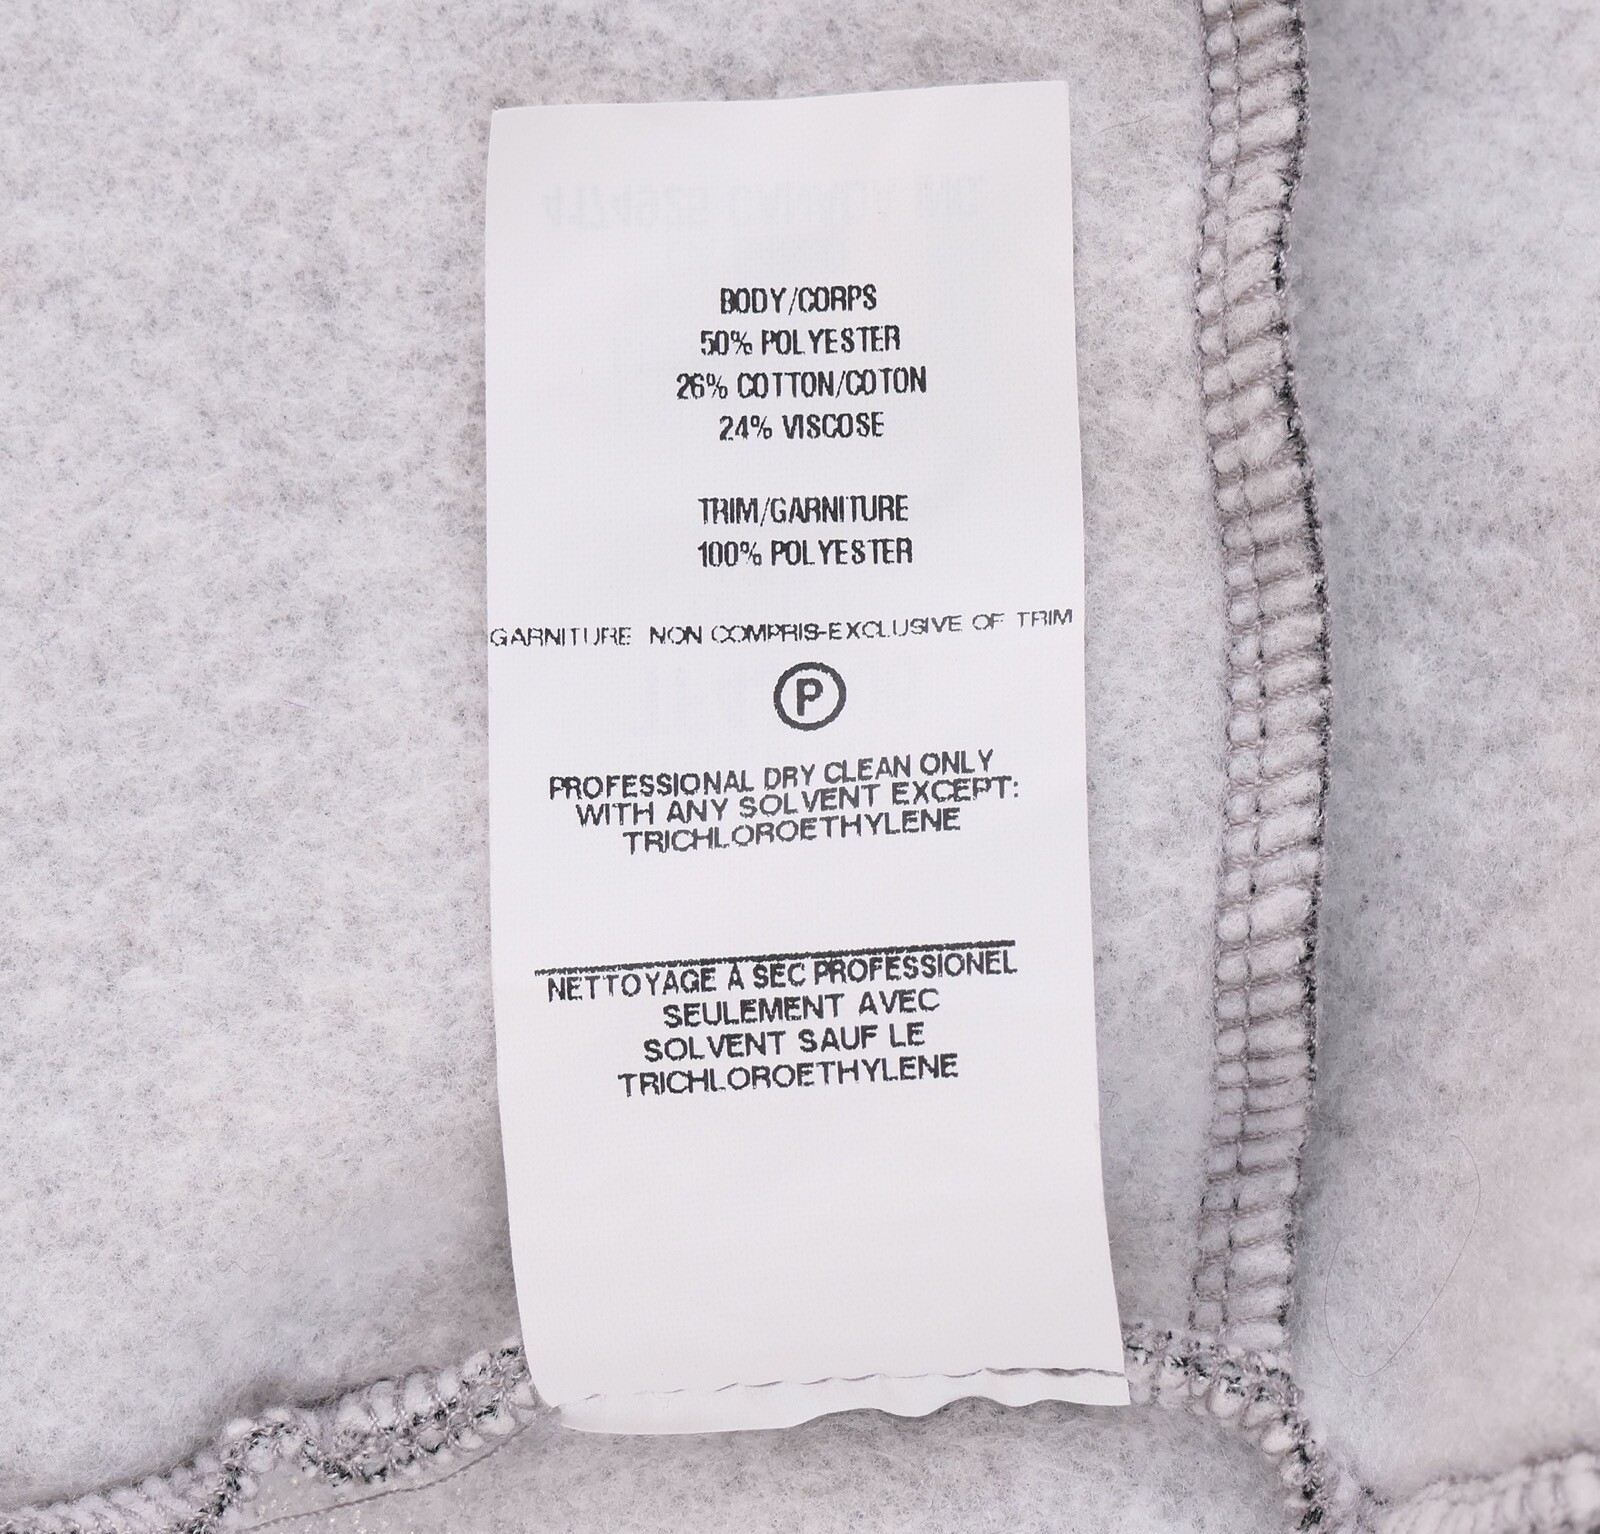 BODY/CORPS
50% POLYESTER
26% COTTON/COTON
24% VISCOSE
TRIM/GARNITURE
100% POLYESTER
GARNITURE NON COMPRIS-EXCLUSIVE OF TRIM
P
PROFESSIONAL DRY CLEAN ONLY
WITH ANY SOLVENT EXCEPT:
TRICHLOROETHYLENE
NETTOYAGE À SEC PROFESSIONEL
SEULEMENT AVEC
SOLVENT SAUF LE
TRICHLOROETHYLENE